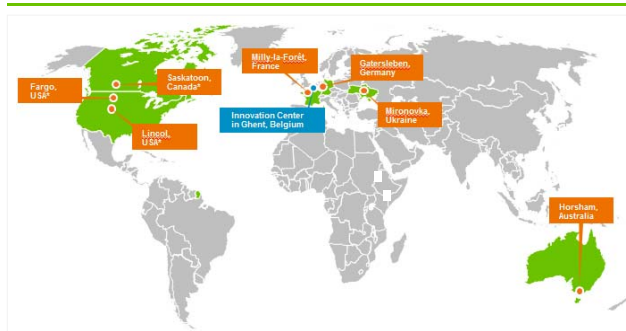 Milly-la-Forêt,
France
Gatersleben,
Germany
Saskatoon,
Canada*
Fargo,
USA*
Innovation Center
in Ghent, Belgium
Mironovka,
Ukraine
Lincol,
USA*
Horsham,
Australia